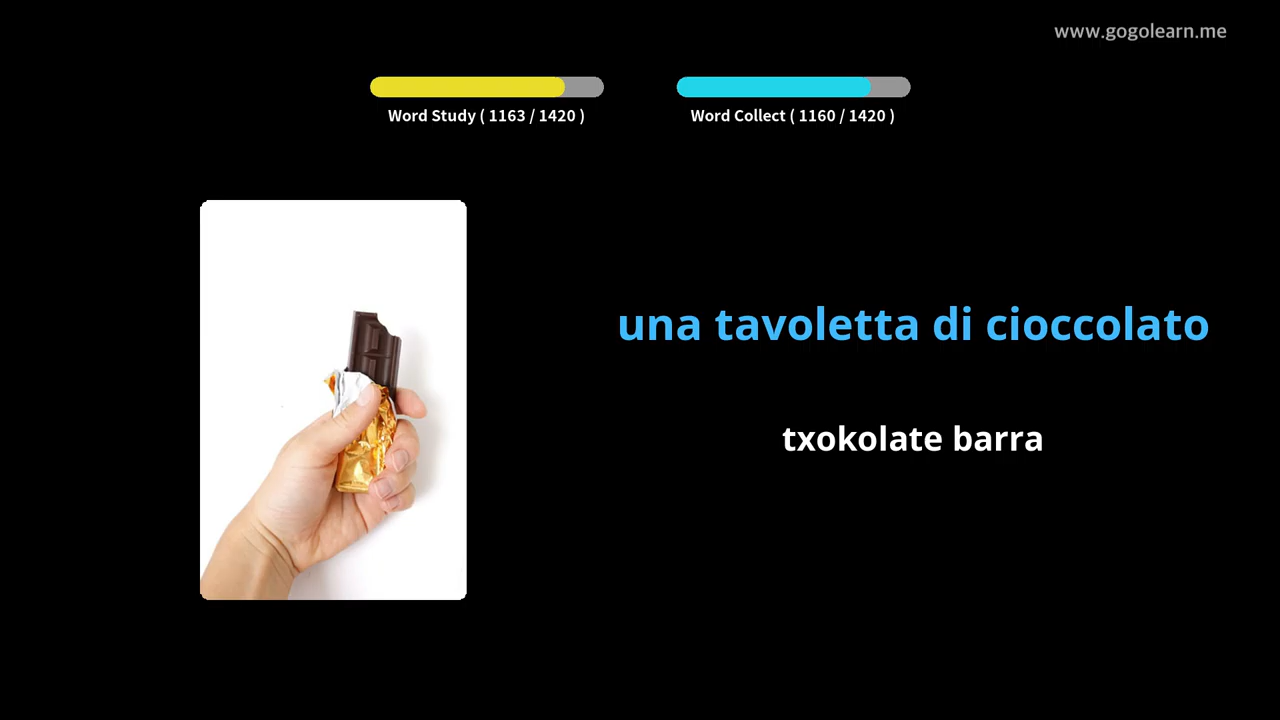 www.gogolearn.me
Word Study ( 1163 / 1420 )
Word Collect ( 1160 / 1420 )
una tavoletta di cioccolato
txokolate barra